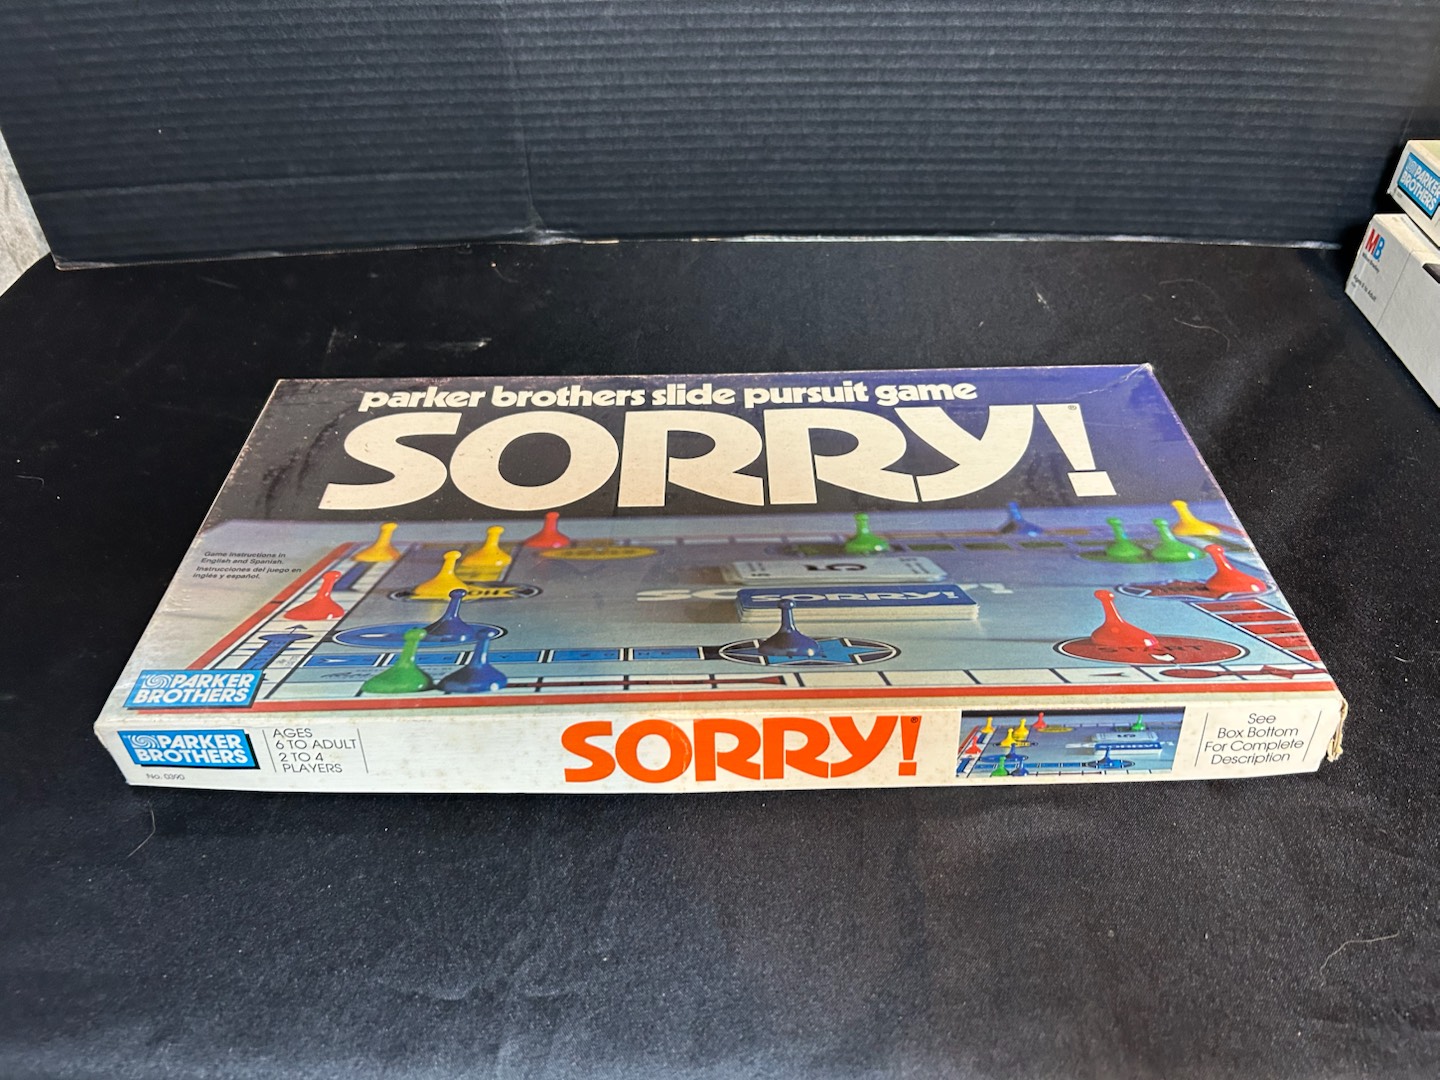 parker brothers slide pursuit game
SORRY!®
Game instructions in
English and Spanish.
Instrucciones del juego en
inglés y español.
5
SORRY!
START
PARKER
BROTHERS
PARKER
BROTHERS
No. 0390
AGES
6 TO ADULT
2 TO 4
PLAYERS
SORRY!®
See
Box Bottom
For Complete
Description
PARKER
BROTHERS
MB